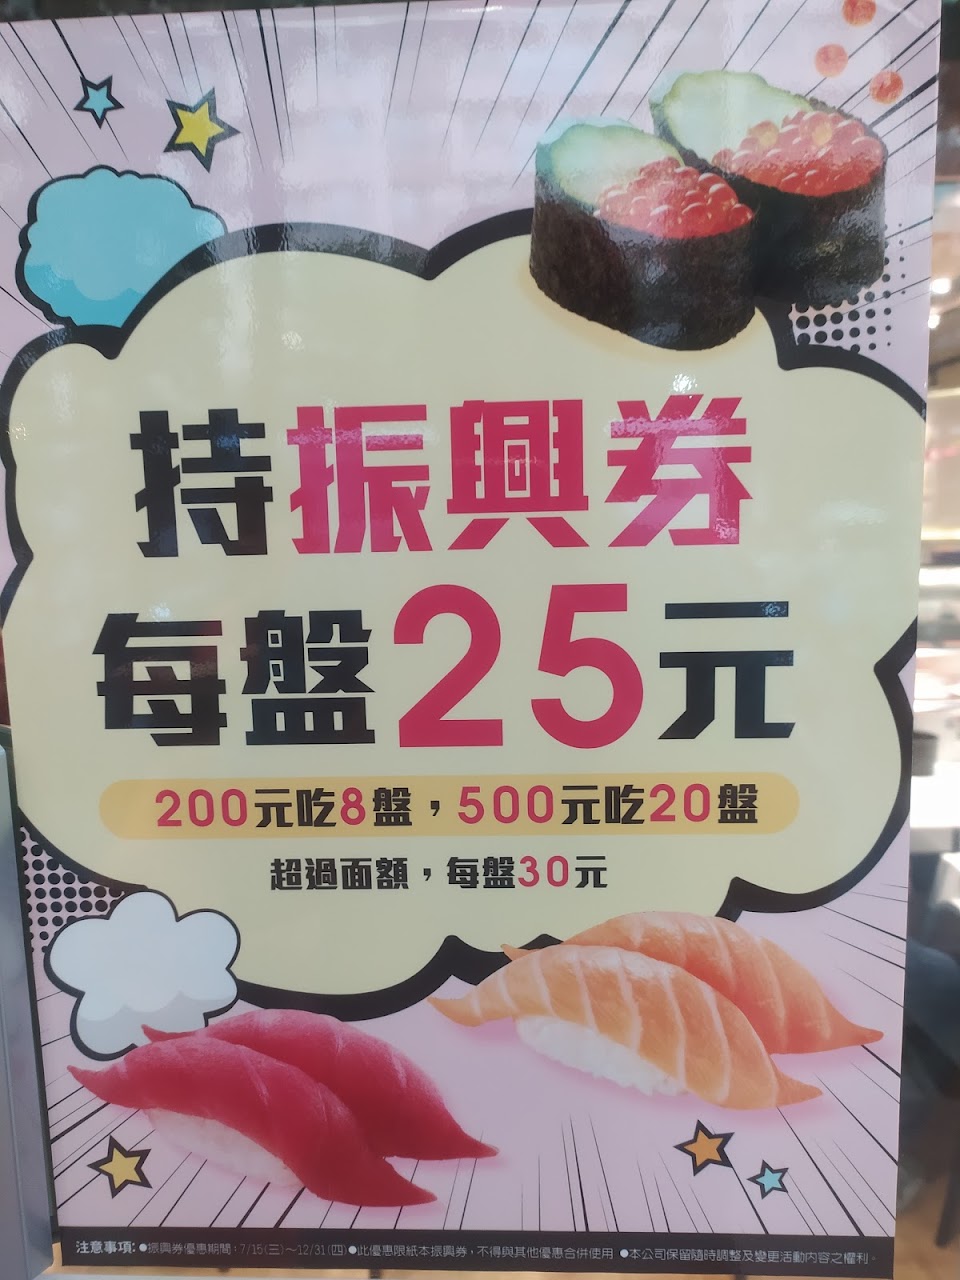 持振興券
每盤25元
200元吃8盤，500元吃20盤
超過面額，每盤30元
注意事項：●振興券優惠期間：7/15(三)～12/31(四)●此優惠限紙本振興券，不得與其他優惠合併使用 ●本公司保留隨時調整及變更活動內容之權利。